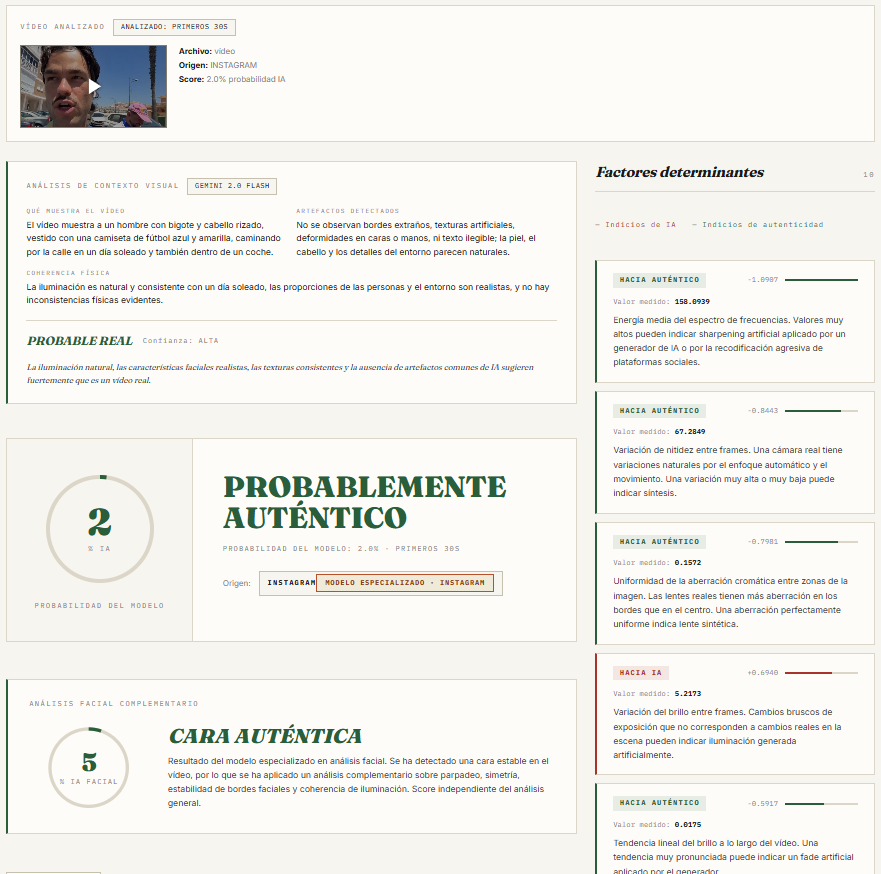 VÍDEO ANALIZADO ANALIZADO: PRIMEROS 30S
Archivo: video
Origen: INSTAGRAM
Score: 2.0% probabilidad IA
ANÁLISIS DE CONTEXTO VISUAL GEMINI 2.0 FLASH
QUÉ MUESTRA EL VÍDEO
El vídeo muestra a un hombre con bigote y cabello rizado,
vestido con una camiseta de fútbol azul y amarilla, caminando
por la calle en un día soleado y también dentro de un coche.
ARTEFACTOS DETECTADOS
No se observan bordes extraños, texturas artificiales,
deformidades en caras o manos, ni texto ilegible; la piel, el
cabello y los detalles del entorno parecen naturales.
COHERENCIA FÍSICA
La iluminación es natural y consistente con un día soleado, las proporciones de las personas y el entorno son realistas, y no hay
inconsistencias físicas evidentes.
PROBABLE REAL Confianza: ALTA
La iluminación natural, las características faciales realistas, las texturas consistentes y la ausencia de artefactos comunes de IA sugieren
fuertemente que es un vídeo real.
2
% IA
PROBABILIDAD DEL MODELO
PROBABLEMENTE
AUTÉNTICO
PROBABILIDAD DEL MODELO: 2.0% · PRIMEROS 30S
Origen: INSTAGRAM MODELO ESPECIALIZADO · INSTAGRAM
ANÁLISIS FACIAL COMPLEMENTARIO
5
% IA FACIAL
CARA AUTÉNTICA
Resultado del modelo especializado en análisis facial. Se ha detectado una cara estable en el
vídeo, por lo que se ha aplicado un análisis complementario sobre parpadeo, simetría,
estabilidad de bordes faciales y coherencia de iluminación. Score independiente del análisis
general.
Factores determinantes 10
— Indicios de IA — Indicios de autenticidad
HACIA AUTÉNTICO -1.0907
Valor medido: 158.0939
Energía media del espectro de frecuencias. Valores muy
altos pueden indicar sharpening artificial aplicado por un
generador de IA o por la recodificación agresiva de
plataformas sociales.
HACIA AUTÉNTICO -0.8443
Valor medido: 67.2849
Variación de nitidez entre frames. Una cámara real tiene
variaciones naturales por el enfoque automático y el
movimiento. Una variación muy alta o muy baja puede
indicar síntesis.
HACIA AUTÉNTICO -0.7981
Valor medido: 0.1572
Uniformidad de la aberración cromática entre zonas de la
imagen. Las lentes reales tienen más aberración en los
bordes que en el centro. Una aberración perfectamente
uniforme indica lente sintética.
HACIA IA +0.6940
Valor medido: 5.2173
Variación del brillo entre frames. Cambios bruscos de
exposición que no corresponden a cambios reales en la
escena pueden indicar iluminación generada
artificialmente.
HACIA AUTÉNTICO -0.5917
Valor medido: 0.0175
Tendencia lineal del brillo a lo largo del vídeo. Una
tendencia muy pronunciada puede indicar un fade artificial
aplicado por el generador.